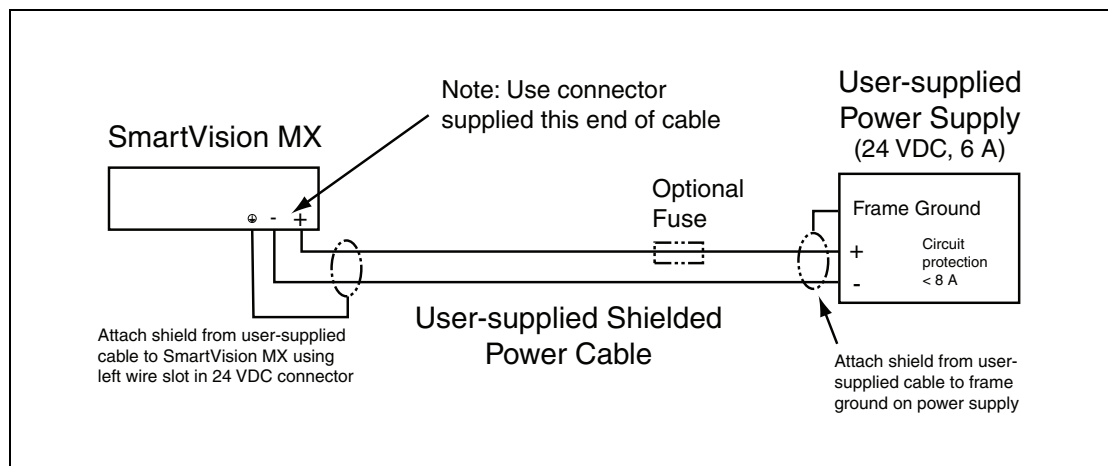 Note: Use connector
supplied this end of cable
User-supplied
Power Supply
(24 VDC, 6 A)
SmartVision MX
- +
Optional
Fuse
Frame Ground
+
-
Circuit
protection
< 8 A
User-supplied Shielded
Power Cable
Attach shield from user-supplied
cable to SmartVision MX using
left wire slot in 24 VDC connector
Attach shield from user-
supplied cable to frame
ground on power supply